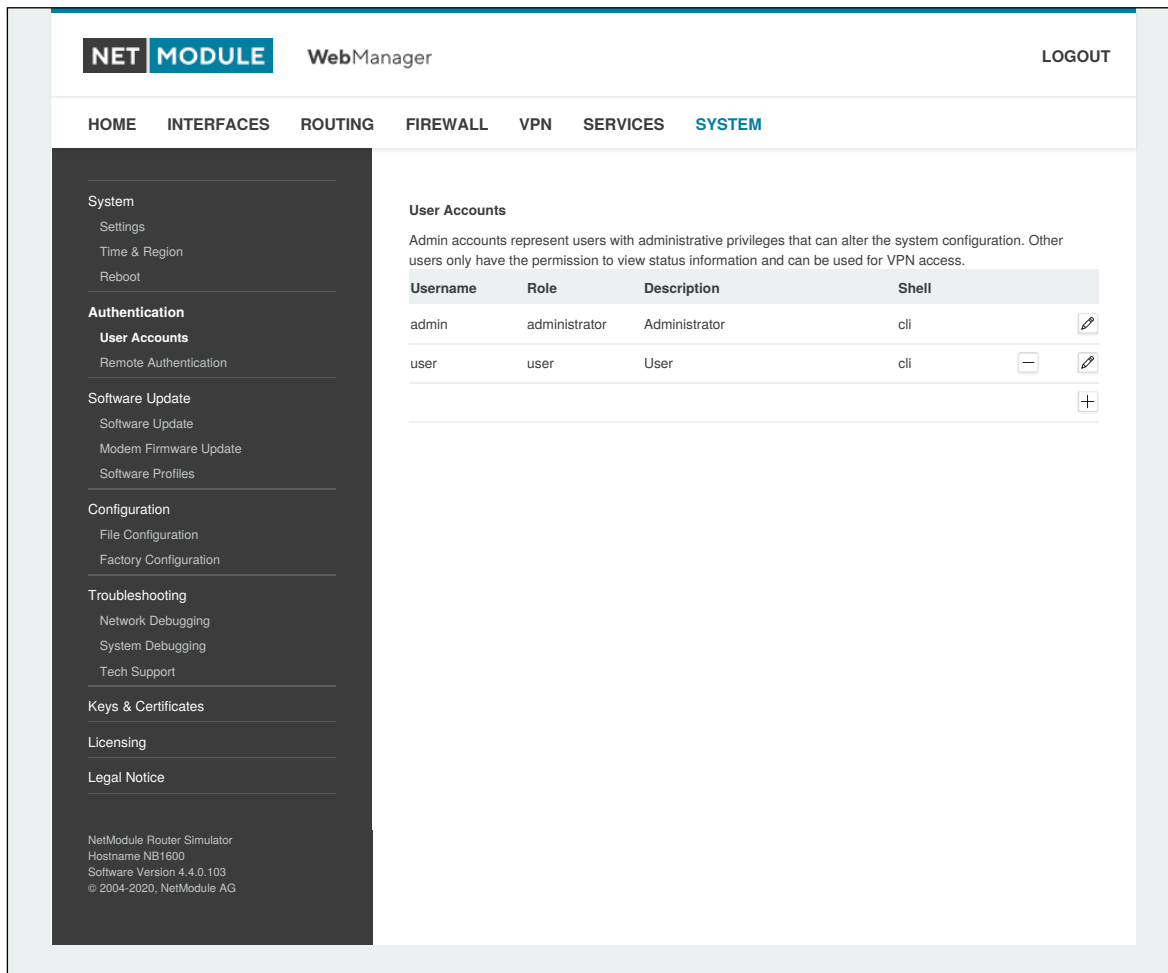 NET MODULE WebManager LOGOUT
HOME INTERFACES ROUTING FIREWALL VPN SERVICES SYSTEM
System
Settings
Time & Region
Reboot
Authentication
User Accounts
Remote Authentication
Software Update
Software Update
Modem Firmware Update
Software Profiles
Configuration
File Configuration
Factory Configuration
Troubleshooting
Network Debugging
System Debugging
Tech Support
Keys & Certificates
Licensing
Legal Notice
NetModule Router Simulator
Hostname NB1600
Software Version 4.4.0.103
© 2004-2020, NetModule AG
User Accounts
Admin accounts represent users with administrative privileges that can alter the system configuration. Other
users only have the permission to view status information and can be used for VPN access.
Username Role Description Shell
admin administrator Administrator cli
user user User cli